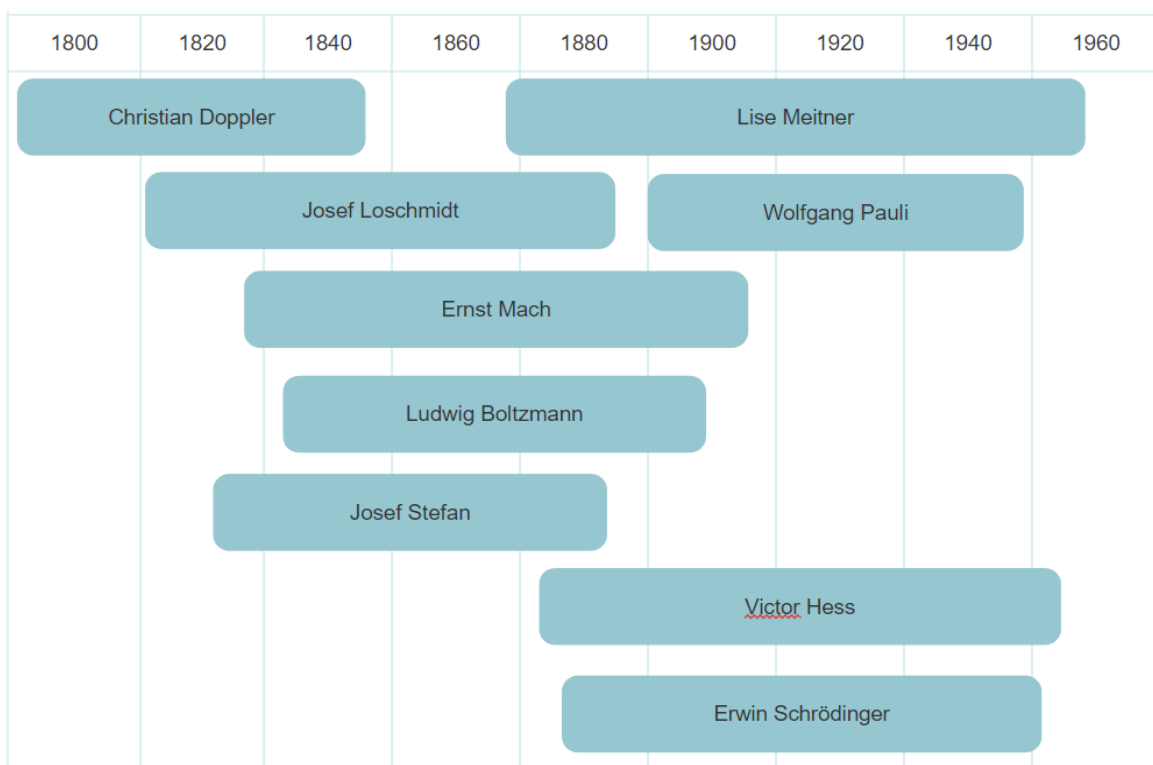 1800 1820 1840 1860 1880 1900 1920 1940 1960
Christian Doppler
Lise Meitner
Josef Loschmidt
Wolfgang Pauli
Ernst Mach
Ludwig Boltzmann
Josef Stefan
Victor Hess
Erwin Schrödinger